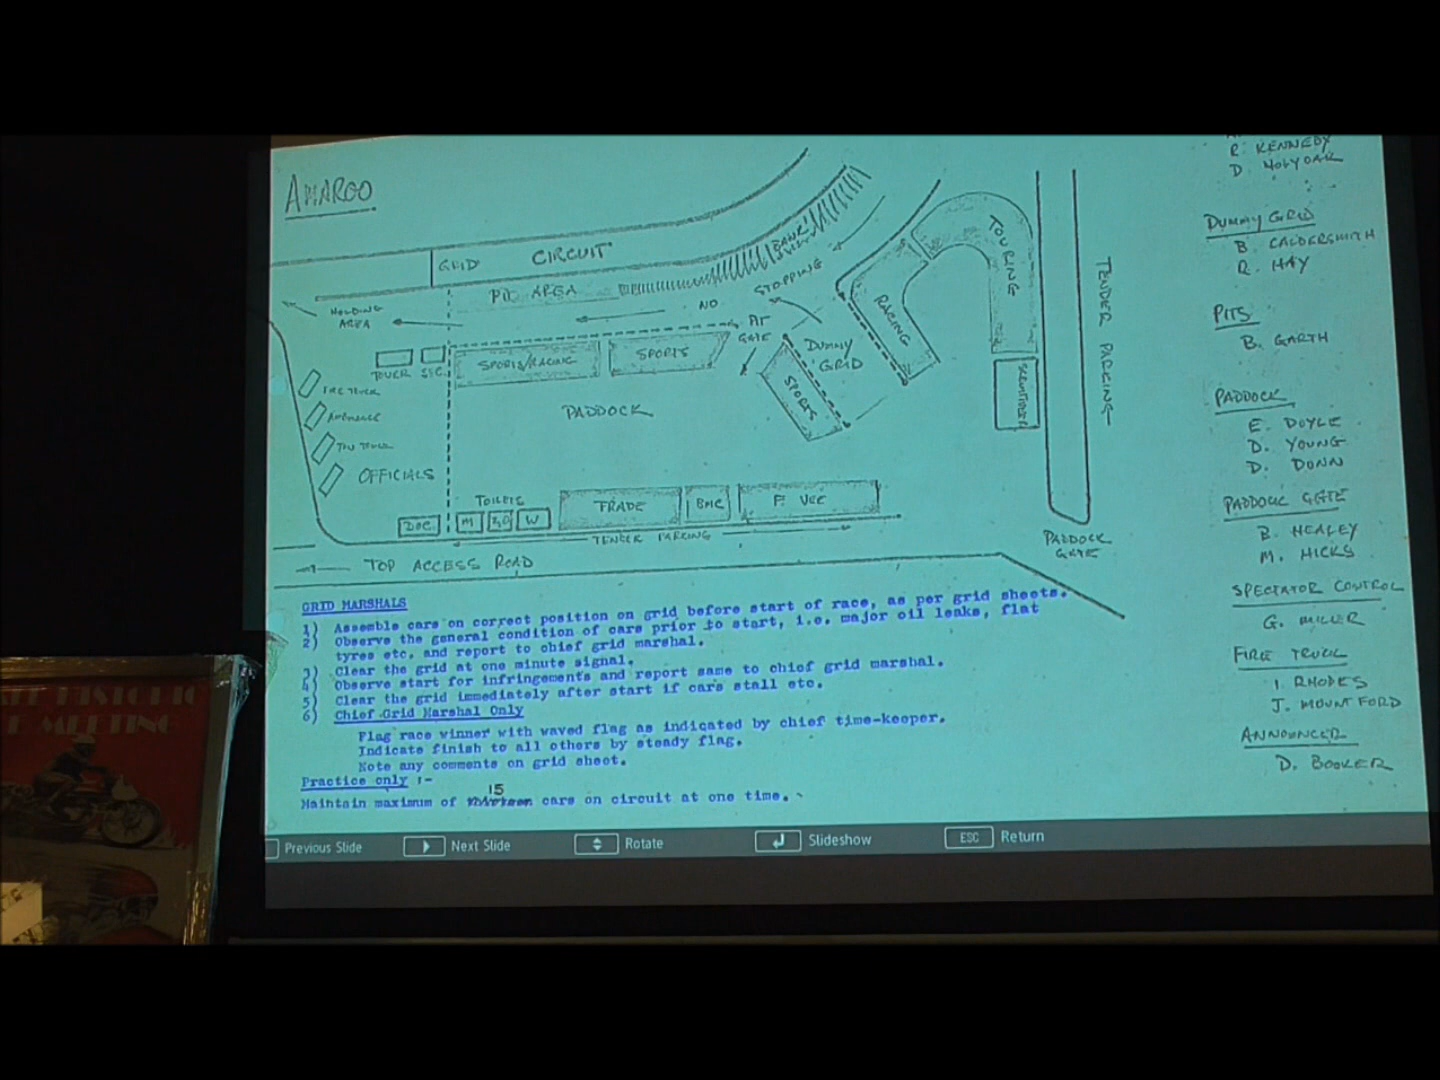 AMAROO
GRID
CIRCUIT
PIT AREA
BANK
NO STOPPING AT GATE
HOLDING
AREA
TOWER
SEC.
SPORTS/RACING
SPORTS
DUMMY
GRID
SPORTS
RACING
TOURING
SCRUTINEER
TENDER PARKING
FIRE TRUCK
AMBULANCE
TOW TRUCK
OFFICIALS
PADDOCK
DOC.
TOILETS
M
W
TRADE
BMC
F. VEE
TENDER PARKING
PADDOCK
GATE
TOP ACCESS ROAD
GRID MARSHALS
1) Assemble cars on correct position on grid before start of race, as per grid sheets.
2) Observe the general condition of cars prior to start, i.e. major oil leaks, flat
tyres etc. and report to chief grid marshal.
3) Clear the grid at one minute signal.
4) Observe start for infringements and report same to chief grid marshal.
5) Clear the grid immediately after start if cars stall etc.
6) Chief Grid Marshal Only
Flag race winner with waved flag as indicated by chief time-keeper.
Indicate finish to all others by steady flag.
Note any comments on grid sheet.
Practice only :-
Maintain maximum of 15 cars on circuit at one time.
R. KENNEDY
D. HOLYOAK
DUMMY GRID
B. CALDERSMITH
R. HAY
PITS
B. GARTH
PADDOCK
E. DOYLE
D. YOUNG
D. DONN
PADDOCK GATE
B. HEALEY
M. HICKS
SPECTATOR CONTROL
G. MILLER
FIRE TRUCK
I. RHODES
J. MOUNTFORD
ANNOUNCER
D. BOOKER
Previous Slide
Next Slide
Rotate
Slideshow
ESC Return
HISTORIC
MEETING